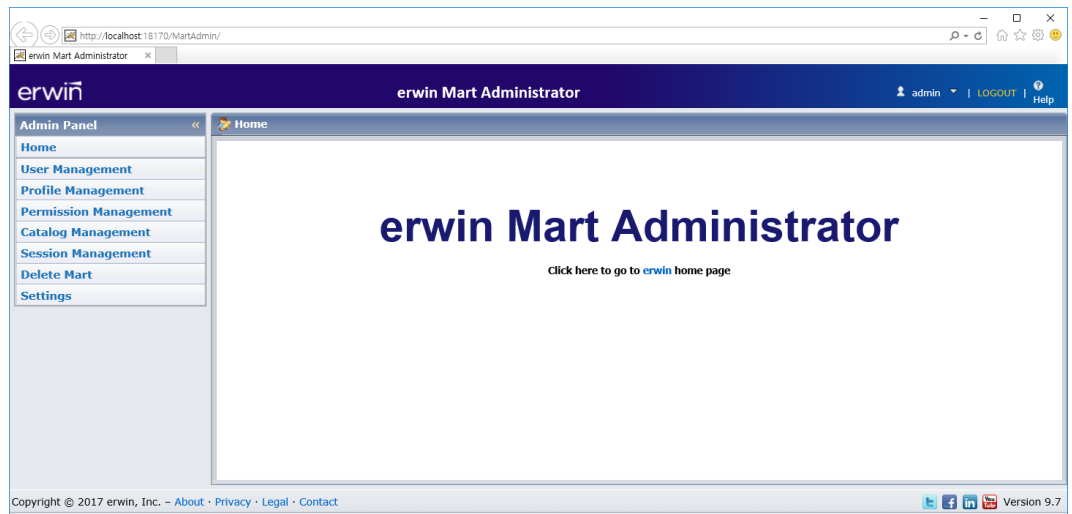 http://localhost:18170/MartAdmin/
erwin Mart Administrator
erwin
erwin Mart Administrator
admin | LOGOUT | Help
Admin Panel «
Home
Home
User Management
Profile Management
Permission Management
Catalog Management
Session Management
Delete Mart
Settings
erwin Mart Administrator
Click here to go to erwin home page
Copyright © 2017 erwin, Inc. – About · Privacy · Legal · Contact
You Tube
Version 9.7